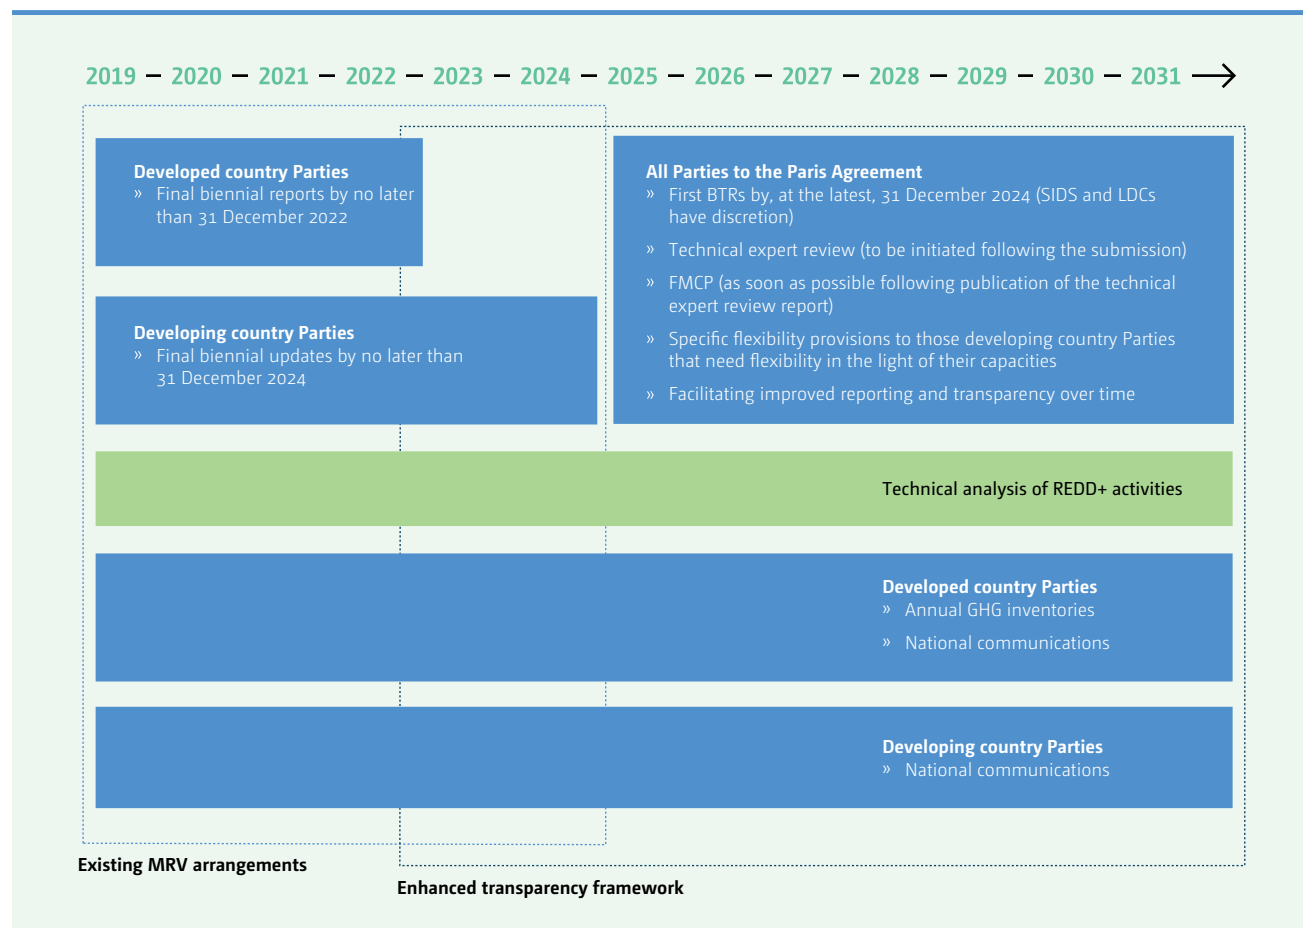 2019 – 2020 – 2021 – 2022 – 2023 – 2024 – 2025 – 2026 – 2027 – 2028 – 2029 – 2030 – 2031
Developed country Parties
» Final biennial reports by no later
than 31 December 2022
Developing country Parties
» Final biennial updates by no later than
31 December 2024
All Parties to the Paris Agreement
» First BTRs by, at the latest, 31 December 2024 (SIDS and LDCs
have discretion)
» Technical expert review (to be initiated following the submission)
» FMCP (as soon as possible following publication of the technical
expert review report)
» Specific flexibility provisions to those developing country Parties
that need flexibility in the light of their capacities
» Facilitating improved reporting and transparency over time
Technical analysis of REDD+ activities
Developed country Parties
» Annual GHG inventories
» National communications
Developing country Parties
» National communications
Existing MRV arrangements
Enhanced transparency framework